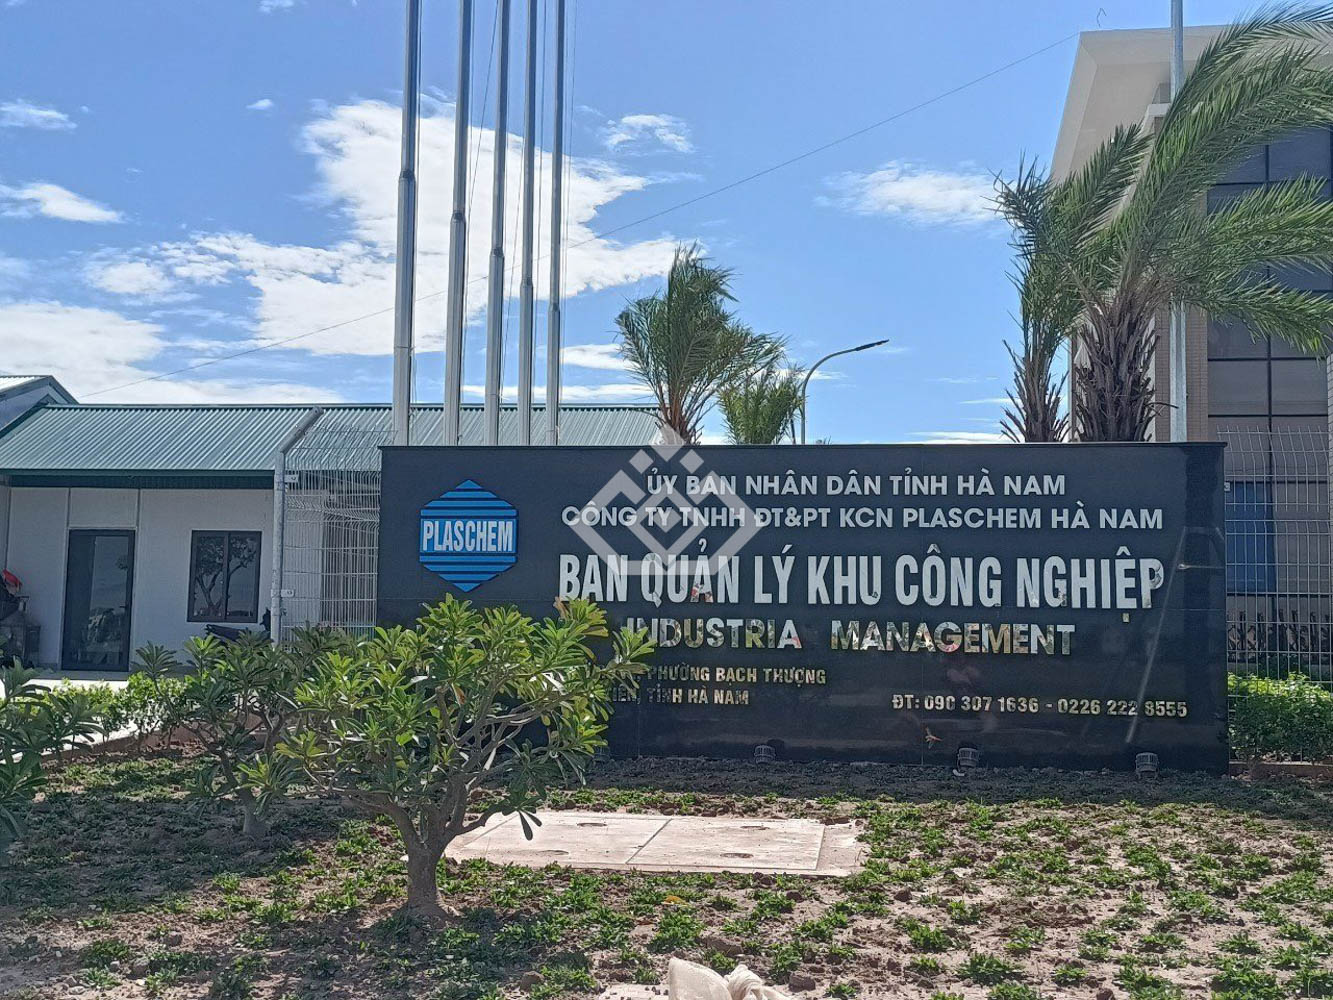 ỦY BAN NHÂN DÂN TỈNH HÀ NAM
CÔNG TY TNHH ĐT&PT KCN PLASCHEM HÀ NAM
PLASCHEM
BAN QUẢN LÝ KHU CÔNG NGHIỆP
INDUSTRIA MANAGEMENT
PHƯỜNG BẠCH THƯỢNG
TỈNH HÀ NAM
ĐT: 090 307 1636 - 0226 222 8555